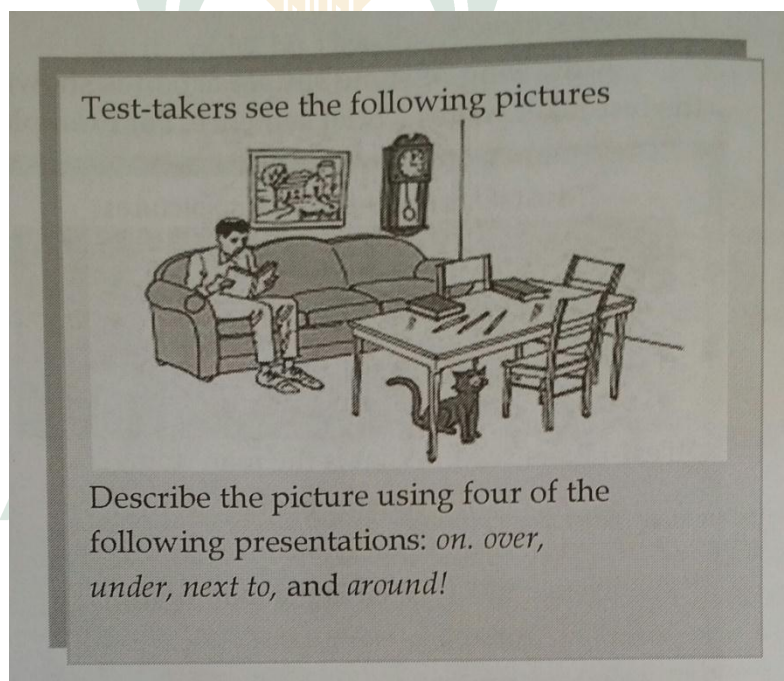 Test-takers see the following pictures
Describe the picture using four of the
following presentations: on. over,
under, next to, and around!